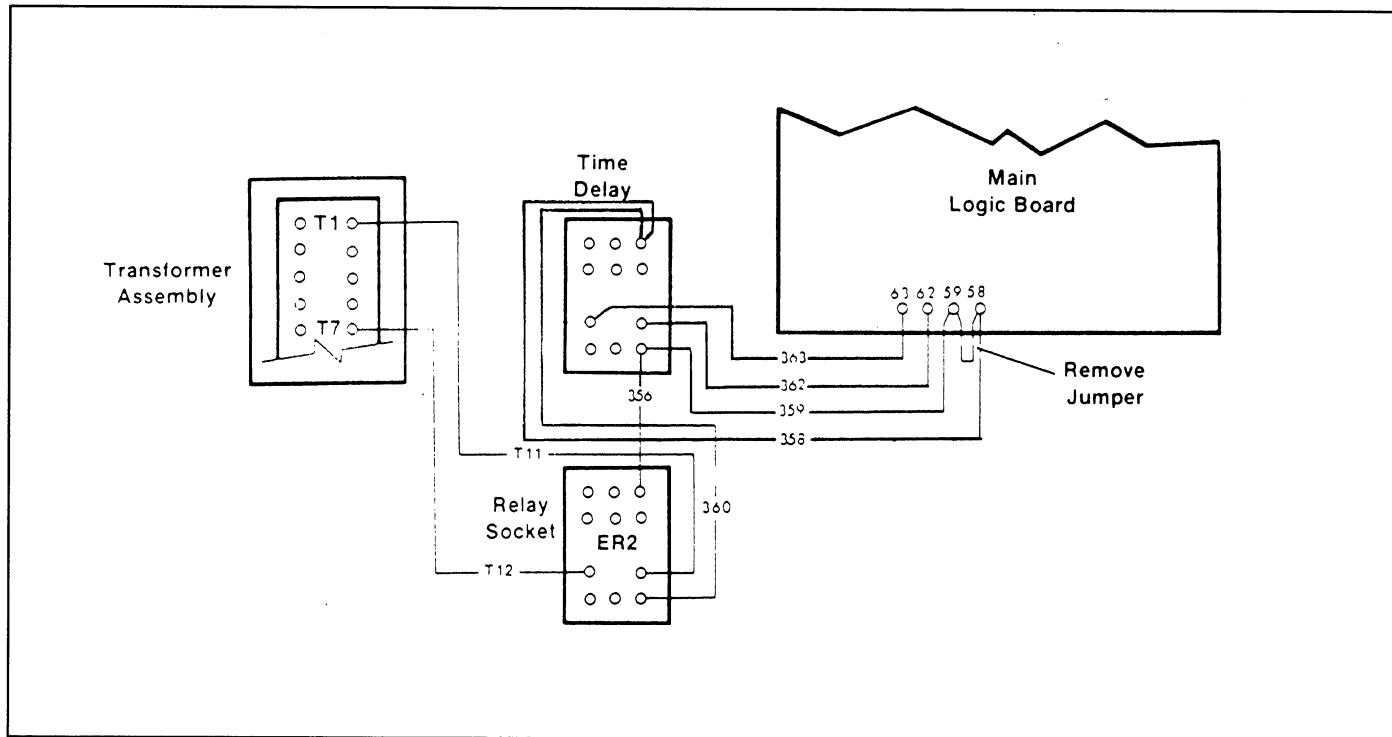 Time
Delay
Main
Logic Board
T1
Transformer
Assembly
T7
63 62 59 58
363
362
359
358
356
Remove
Jumper
T11
Relay
Socket
360
ER2
T12